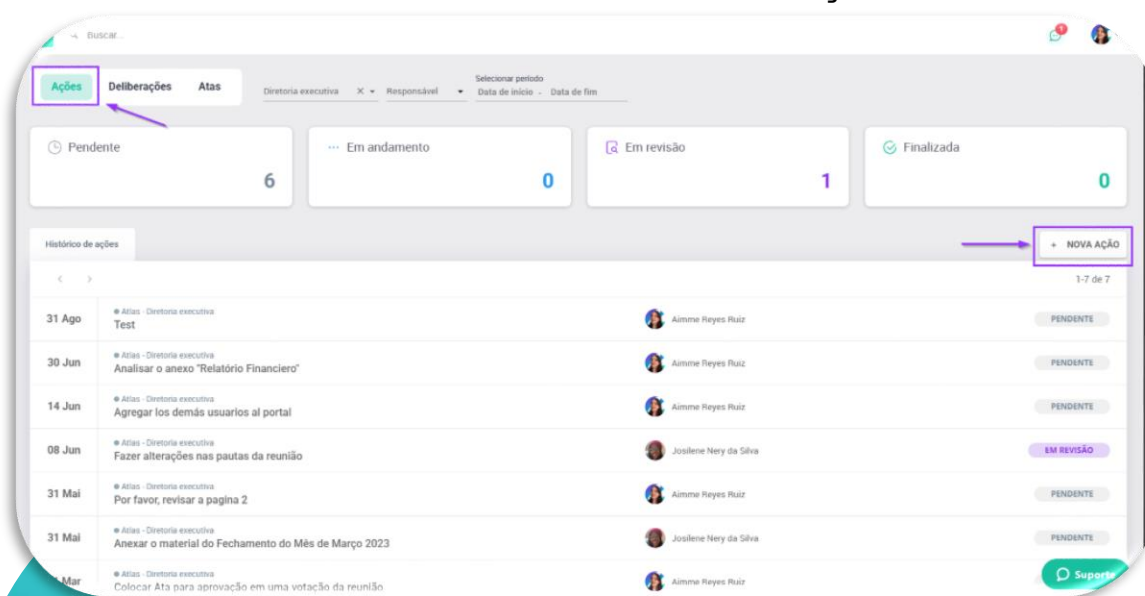 Buscar...
1
Ações Deliberações Atas
Diretoria executiva X Responsável
Selecionar período
Data de início - Data de fim
Pendente
6
Em andamento
0
Em revisão
1
Finalizada
0
Histórico de ações
+ NOVA AÇÃO
1-7 de 7
31 Ago
Atlas - Diretoria executiva
Test
Aimme Reyes Ruiz
PENDENTE
30 Jun
Atlas - Diretoria executiva
Analisar o anexo "Relatório Financiero"
Aimme Reyes Ruiz
PENDENTE
14 Jun
Atlas - Diretoria executiva
Agregar los demás usuarios al portal
Aimme Reyes Ruiz
PENDENTE
08 Jun
Atlas - Diretoria executiva
Fazer alterações nas pautas da reunião
Josilene Nery da Silva
EM REVISÃO
31 Mai
Atlas - Diretoria executiva
Por favor, revisar a pagina 2
Aimme Reyes Ruiz
PENDENTE
31 Mai
Atlas - Diretoria executiva
Anexar o material do Fechamento do Mês de Março 2023
Josilene Nery da Silva
PENDENTE
Mar
Atlas - Diretoria executiva
Colocar Ata para aprovação em uma votação da reunião
Aimme Reyes Ruiz
Suporte